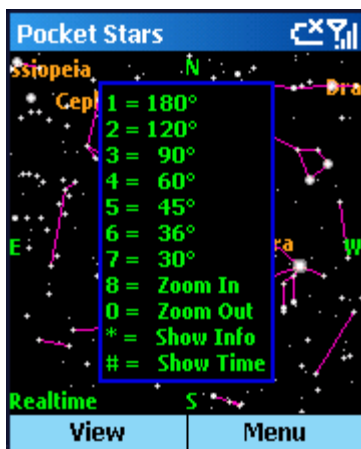 Pocket Stars
ssiopeia
N
Dra
Cep
1 = 180°
2 = 120°
3 = 90°
4 = 60°
5 = 45°
6 = 36°
7 = 30°
8 = Zoom In
0 = Zoom Out
* = Show Info
# = Show Time
E
ra
W
Realtime
S
View
Menu